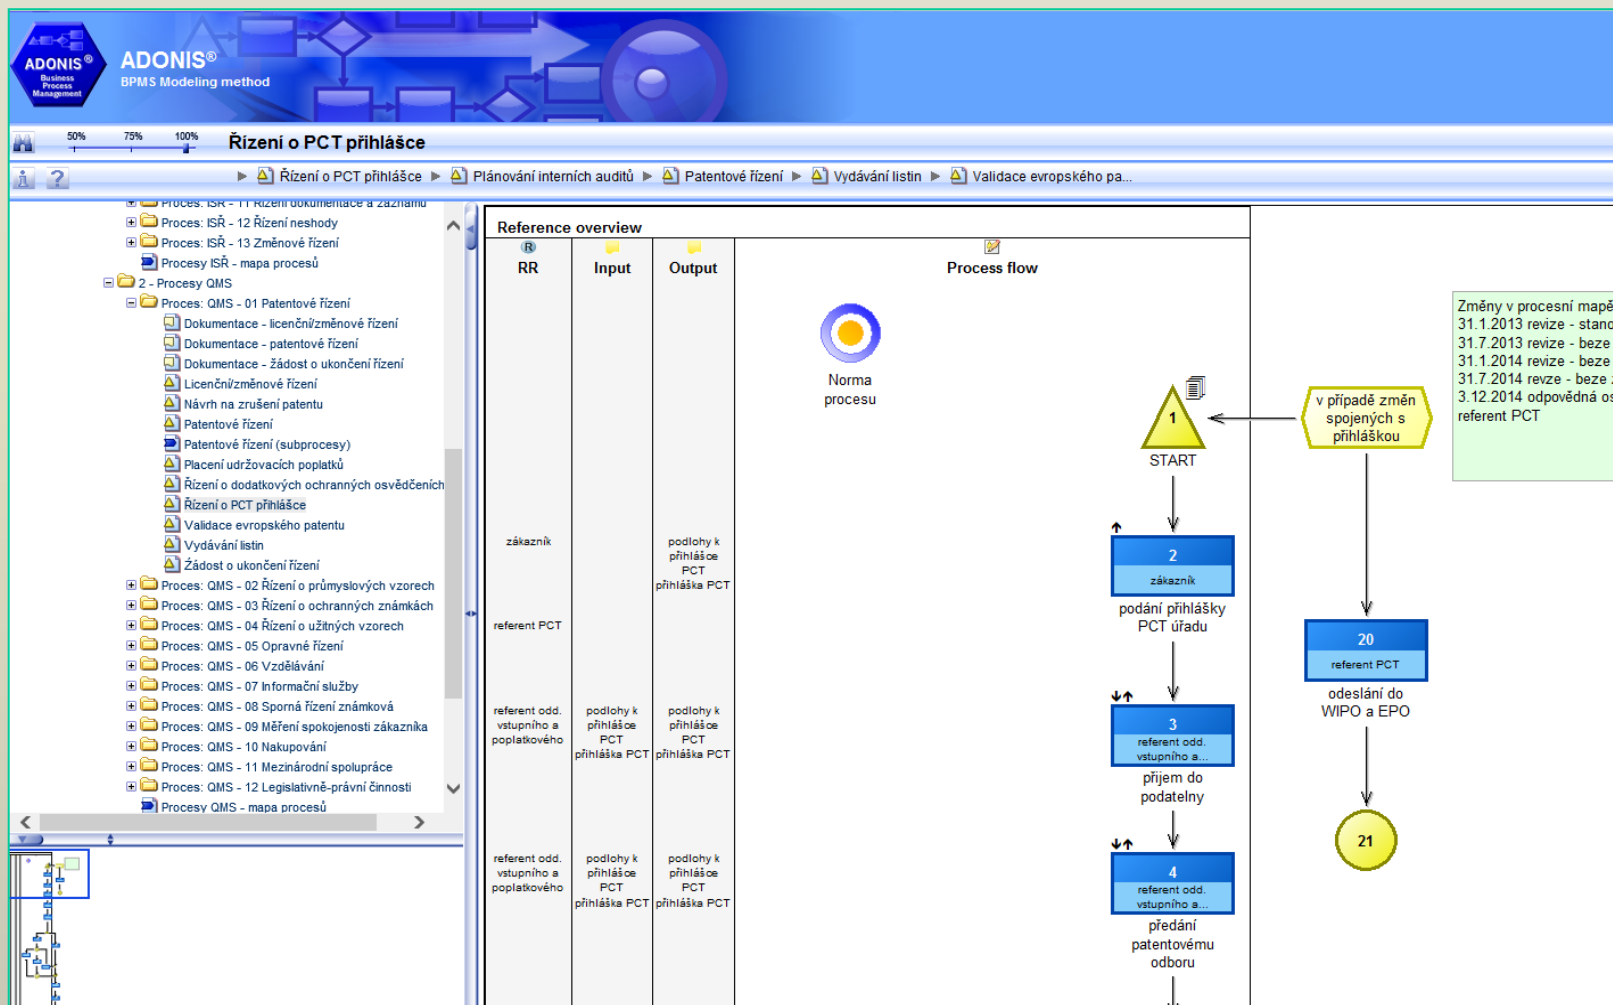 ADONIS®
Business
Process
Management
ADONIS®
BPMS Modeling method
50%
75%
100%
Řízení o PCT přihlášce
Řízení o PCT přihlášce
Plánování interních auditů
Patentové řízení
Vydávání listin
Validace evropského pa...
Proces: ISŘ - 11 Řízení dokumentace a záznamů
Proces: ISŘ - 12 Řízení neshody
Proces: ISŘ - 13 Změnové řízení
Procesy ISŘ - mapa procesů
2 - Procesy QMS
Proces: QMS - 01 Patentové řízení
Dokumentace - licenční/změnové řízení
Dokumentace - patentové řízení
Dokumentace - žádost o ukončení řízení
Licenční/změnové řízení
Návrh na zrušení patentu
Patentové řízení
Patentové řízení (subprocesy)
Placení udržovacích poplatků
Řízení o dodatkových ochranných osvědčeních
Řízení o PCT přihlášce
Validace evropského patentu
Vydávání listin
Žádost o ukončení řízení
Proces: QMS - 02 Řízení o průmyslových vzorech
Proces: QMS - 03 Řízení o ochranných známkách
Proces: QMS - 04 Řízení o užitných vzorech
Proces: QMS - 05 Opravné řízení
Proces: QMS - 06 Vzdělávání
Proces: QMS - 07 Informační služby
Proces: QMS - 08 Sporná řízení známková
Proces: QMS - 09 Měření spokojenosti zákazníka
Proces: QMS - 10 Nakupování
Proces: QMS - 11 Mezinárodní spolupráce
Proces: QMS - 12 Legislativně-právní činnosti
Procesy QMS - mapa procesů
Reference overview
R
RR
Input
Output
Process flow
Norma
procesu
1
START
v případě změn
spojených s
přihláškou
Změny v procesní mapě
31.1.2013 revize - stano
31.7.2013 revize - beze
31.1.2014 revize - beze
31.7.2014 revze - beze
3.12.2014 odpovědná os
referent PCT
zákazník
podlohy k
přihlášce
PCT
přihláška PCT
2
zákazník
podání přihlášky
PCT úřadu
referent PCT
20
referent PCT
odeslání do
WIPO a EPO
referent odd.
vstupního a
poplatkového
podlohy k
přihlášce
PCT
přihláška PCT
podlohy k
přihlášce
PCT
přihláška PCT
3
referent odd.
vstupního a...
přijem do
podatelny
21
referent odd.
vstupního a
poplatkového
podlohy k
přihlášce
PCT
přihláška PCT
podlohy k
přihlášce
PCT
přihláška PCT
4
referent odd.
vstupního a...
předání
patentovému
odboru